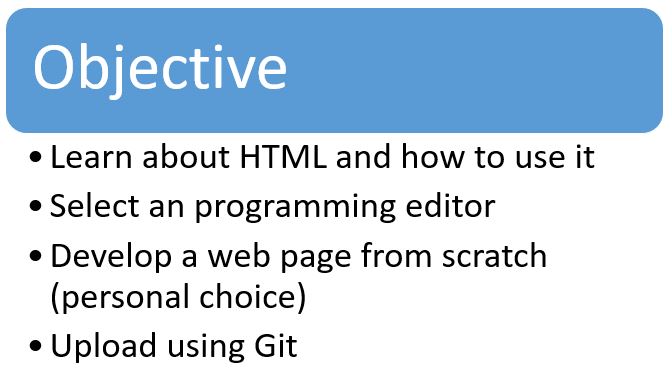 Objective
• Learn about HTML and how to use it
• Select an programming editor
• Develop a web page from scratch
(personal choice)
• Upload using Git